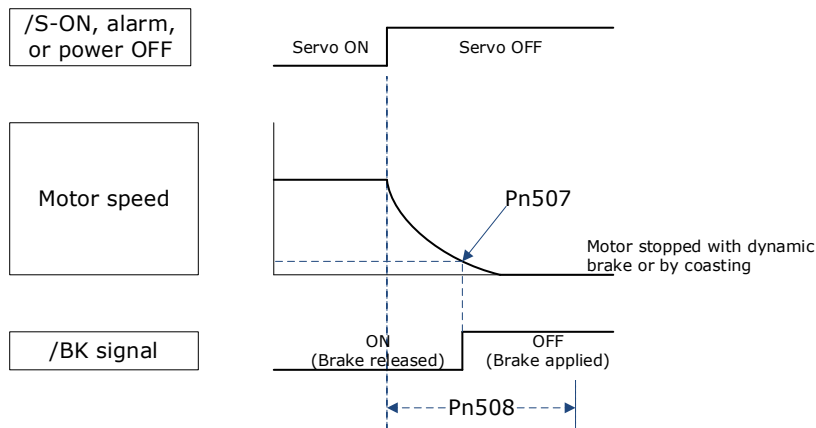 /S-ON, alarm,
or power OFF
Servo ON
Servo OFF
Motor speed
Pn507
Motor stopped with dynamic
brake or by coasting
/BK signal
ON
(Brake released)
OFF
(Brake applied)
Pn508